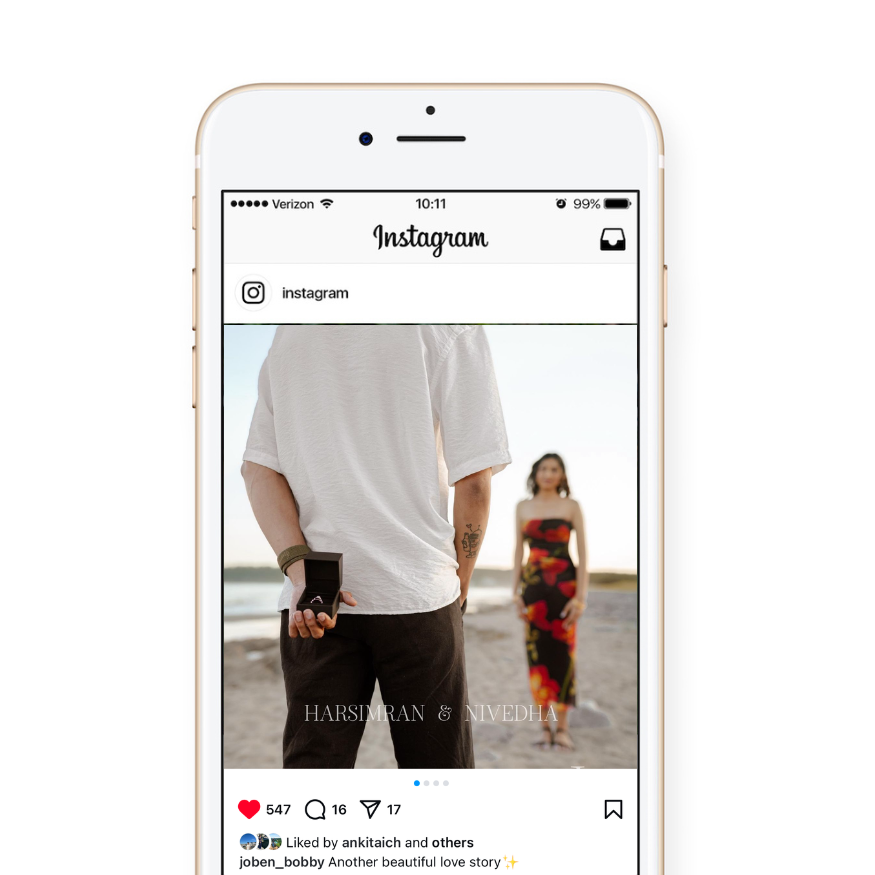 Verizon 10:11 99%
Instagram
instagram
HARSIMRAN & NIVEDHA
547 16 17
Liked by ankitaich and others
joben_bobby Another beautiful love story✨